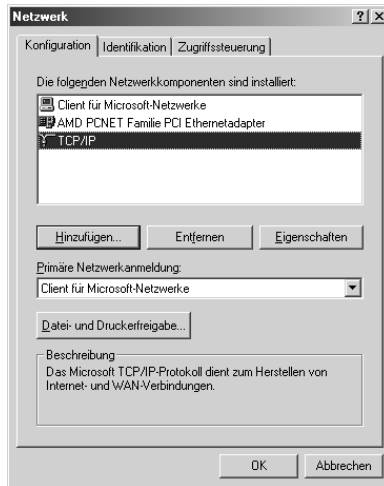 Netzwerk
Konfiguration | Identifikation | Zugriffssteuerung
Die folgenden Netzwerkkomponenten sind installiert:
Client für Microsoft-Netzwerke
AMD PCNET Familie PCI Ethernetadapter
TCP/IP
Hinzufügen... Entfernen Eigenschaften
Primäre Netzwerkanmeldung:
Client für Microsoft-Netzwerke
Datei- und Druckerfreigabe...
Beschreibung
Das Microsoft TCP/IP-Protokoll dient zum Herstellen von
Internet- und WAN-Verbindungen.
OK Abbrechen